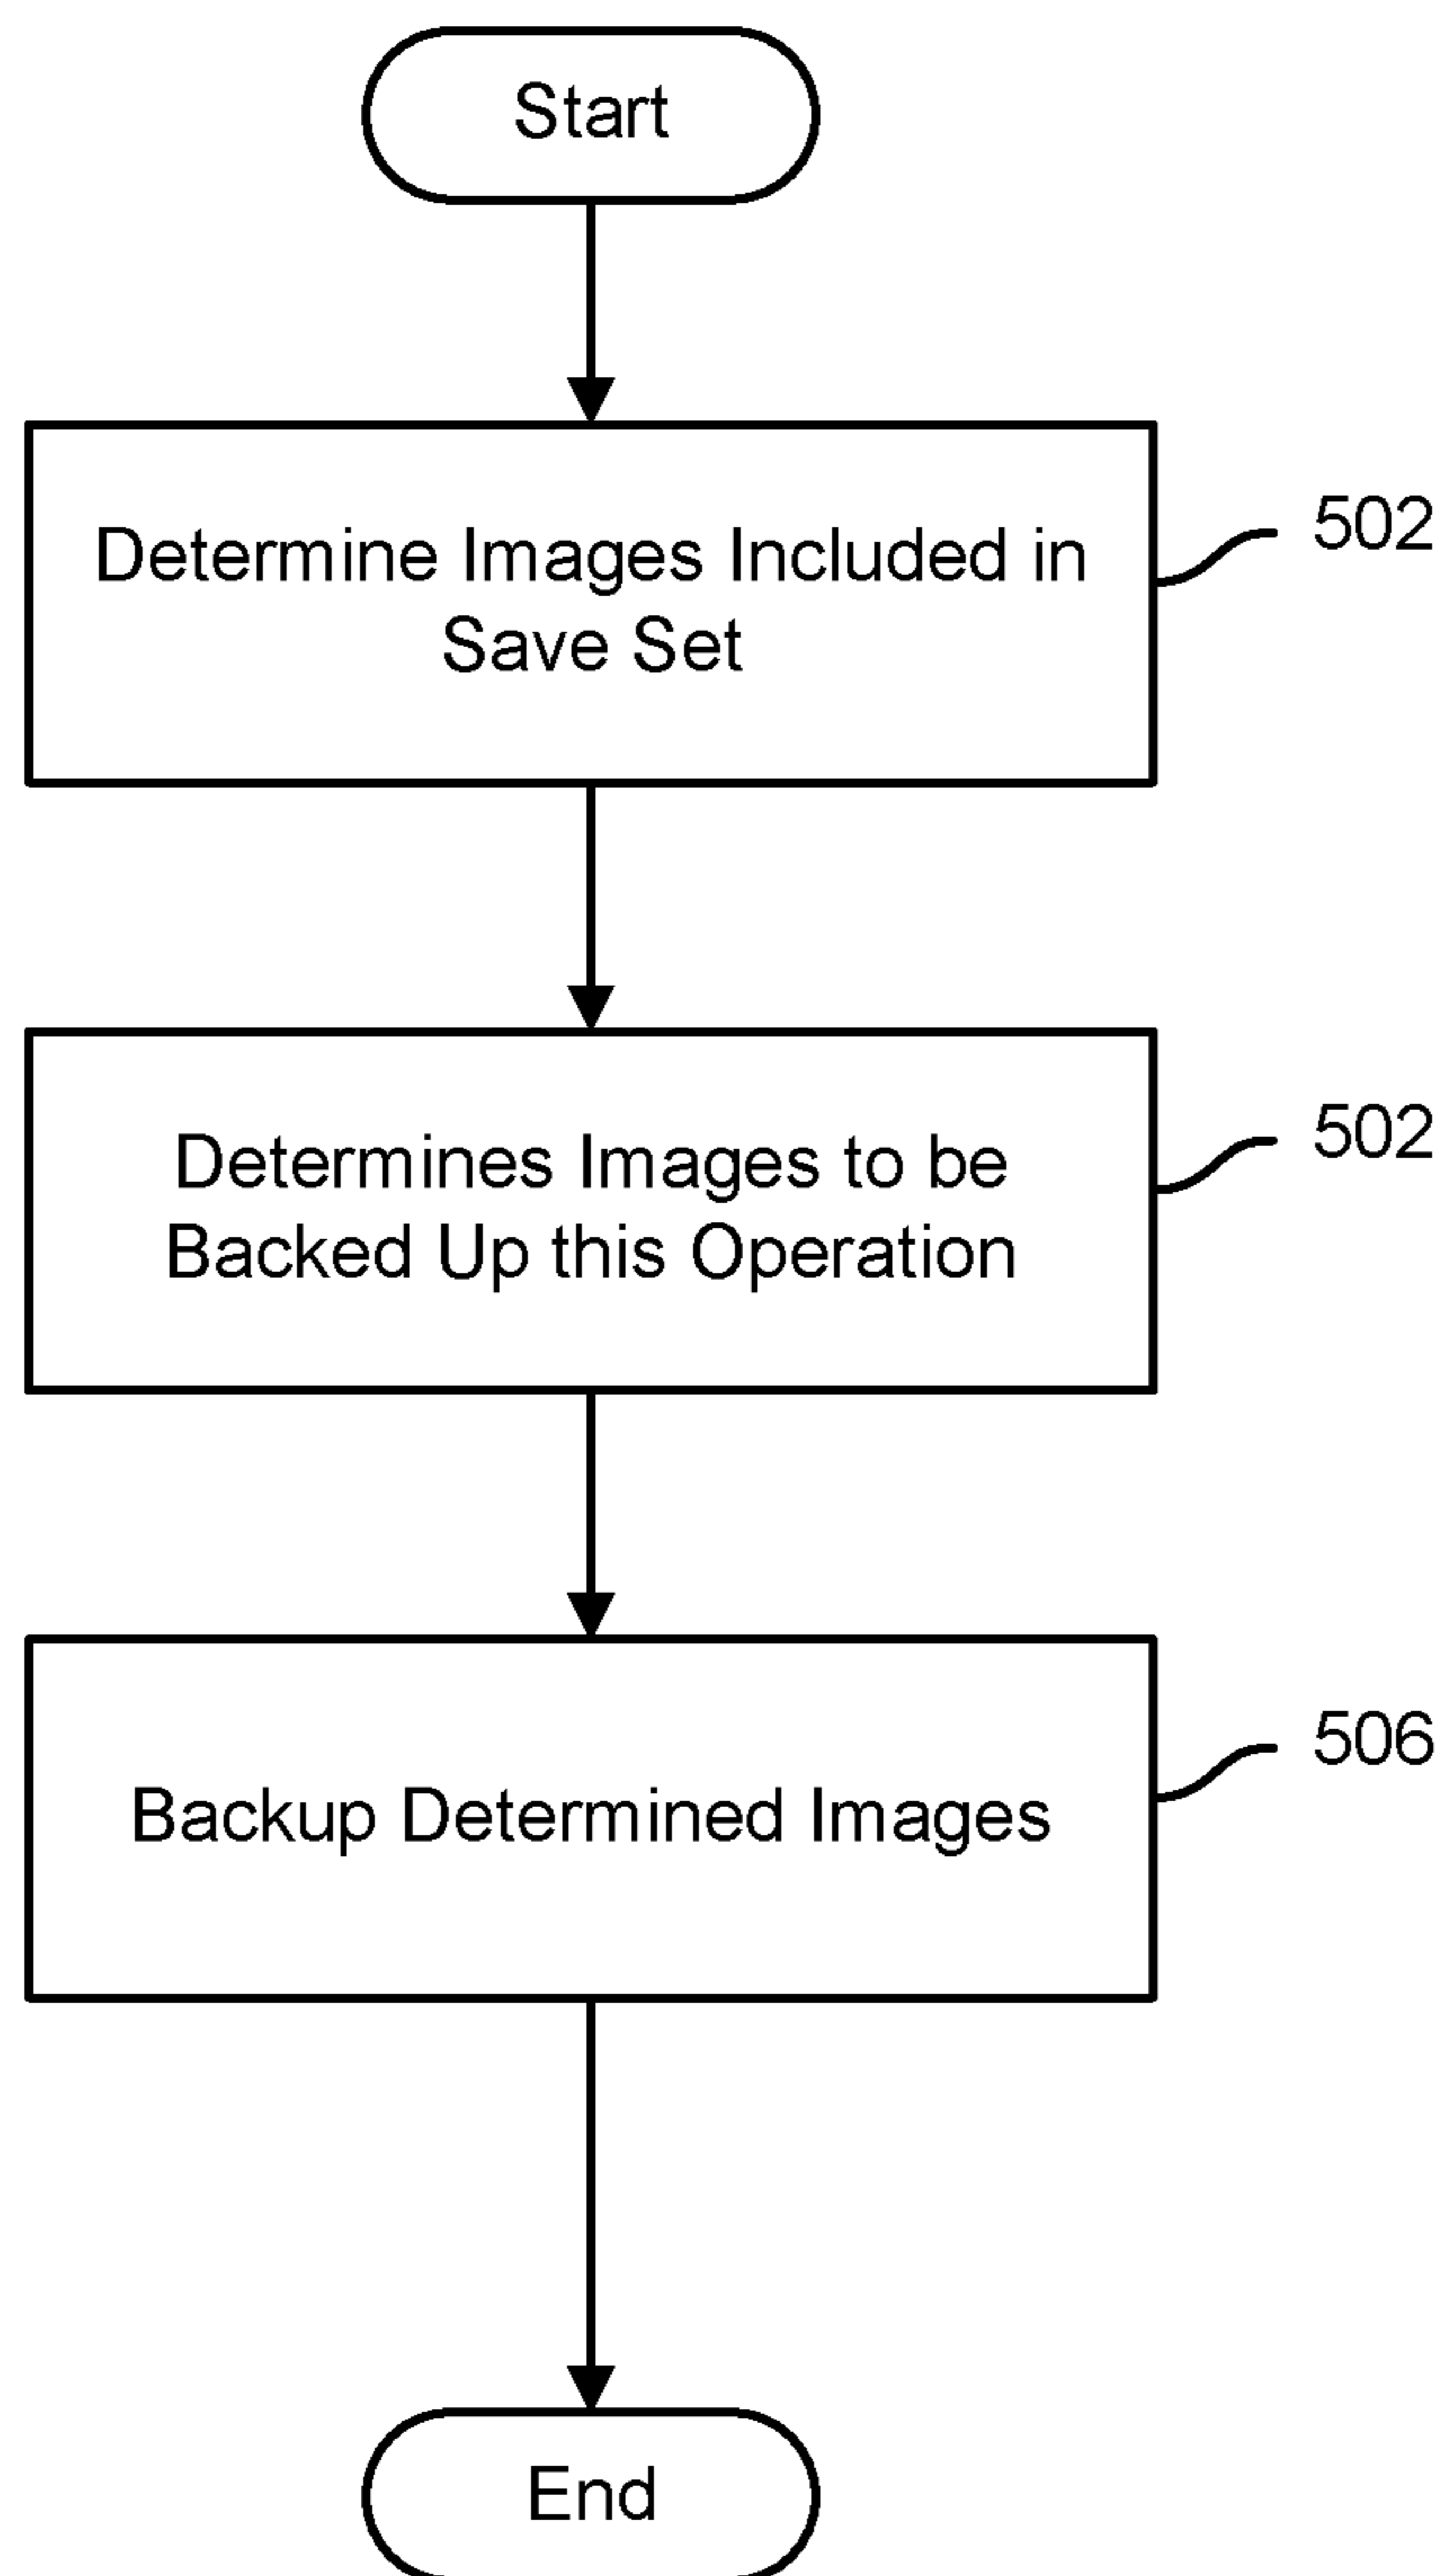 Start
Determine Images Included in
Save Set
502
Determines Images to be
Backed Up this Operation
502
Backup Determined Images
506
End